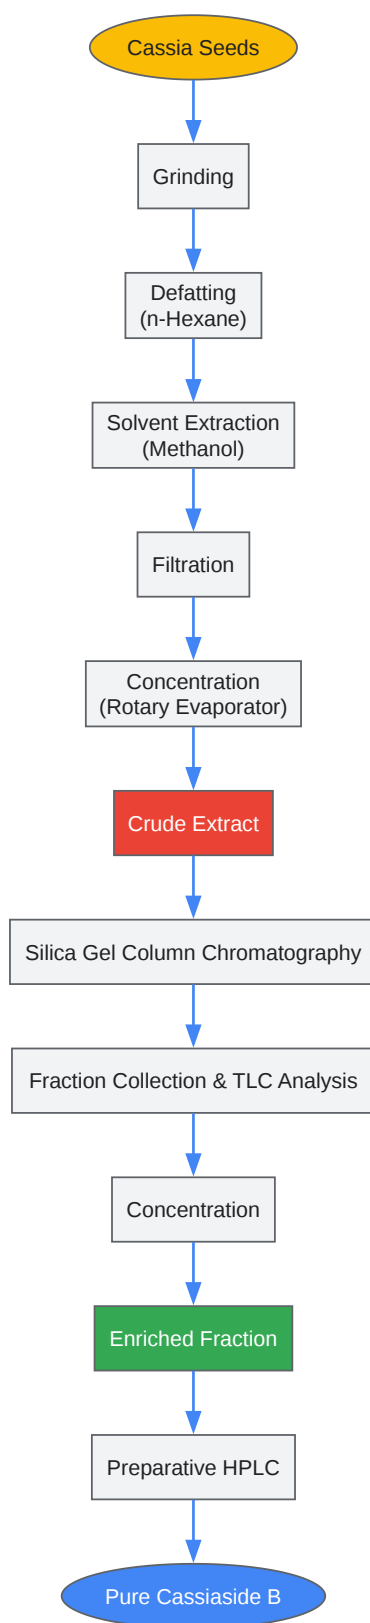 Cassia Seeds
Grinding
Defatting
(n-Hexane)
Solvent Extraction
(Methanol)
Filtration
Concentration
(Rotary Evaporator)
Crude Extract
Silica Gel Column Chromatography
Fraction Collection & TLC Analysis
Concentration
Enriched Fraction
Preparative HPLC
Pure Cassiaside B